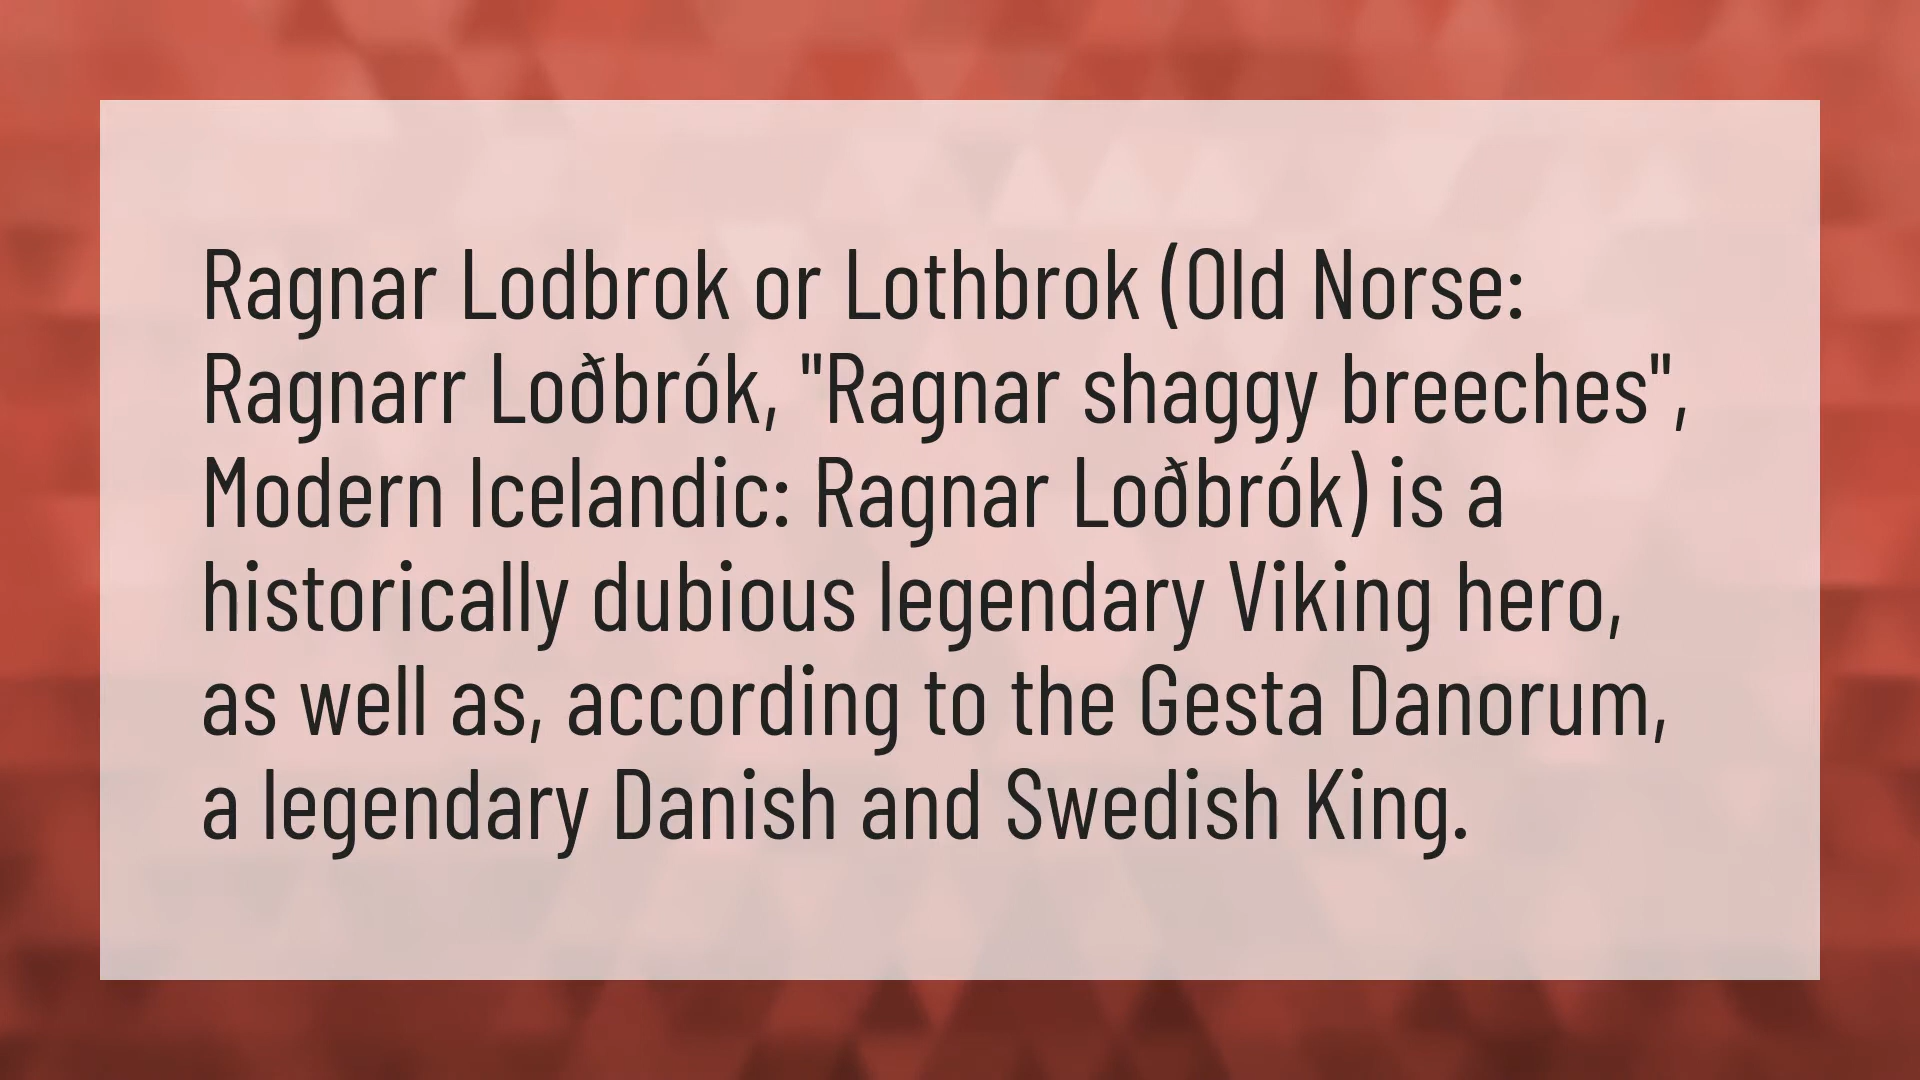 Ragnar Lodbrok or Lothbrok (Old Norse:
Ragnarr Loðbrók, "Ragnar shaggy breeches",
Modern Icelandic: Ragnar Loðbrók) is a
historically dubious legendary Viking hero,
as well as, according to the Gesta Danorum,
a legendary Danish and Swedish King.